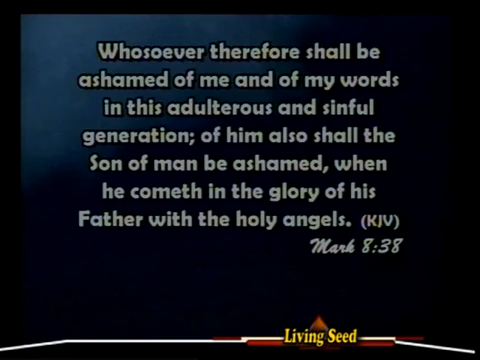 Whosoever therefore shall be
ashamed of me and of my words
in this adulterous and sinful
generation; of him also shall the
Son of man be ashamed, when
he cometh in the glory of his
Father with the holy angels. (KJV)
Mark 8:38
Living Seed